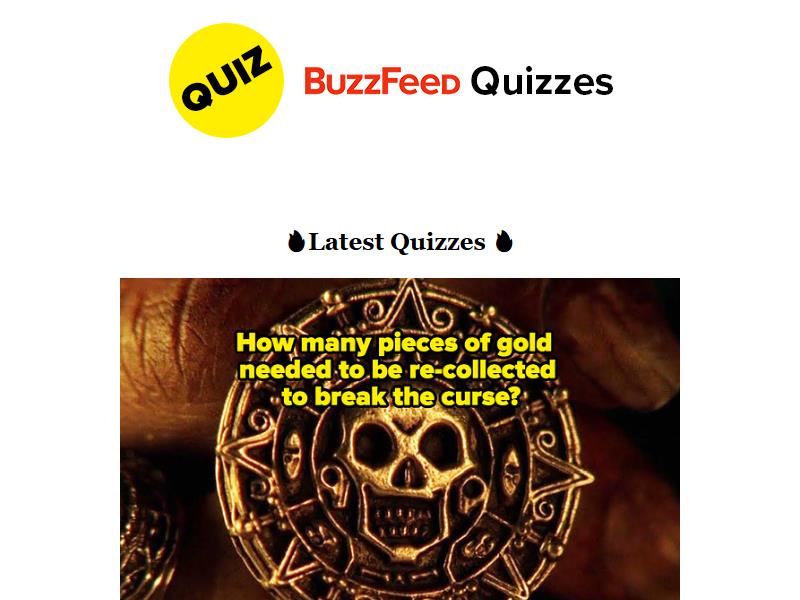 QUIZ
BuzzFeed Quizzes
🔥Latest Quizzes 🔥
How many pieces of gold
needed to be re-collected
to break the curse?